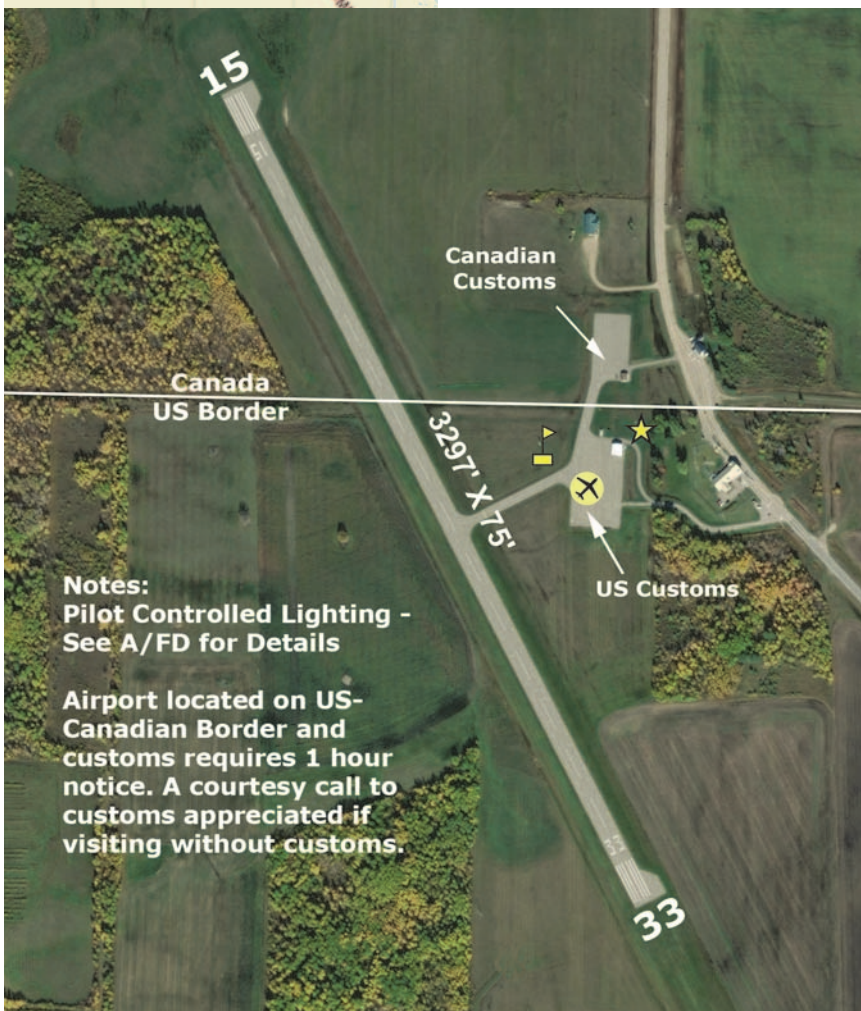 15
15
Canadian
Customs
Canada
US Border
3297' X 75'
US Customs
Notes:
Pilot Controlled Lighting -
See A/FD for Details
Airport located on US-
Canadian Border and
customs requires 1 hour
notice. A courtesy call to
customs appreciated if
visiting without customs.
33
33